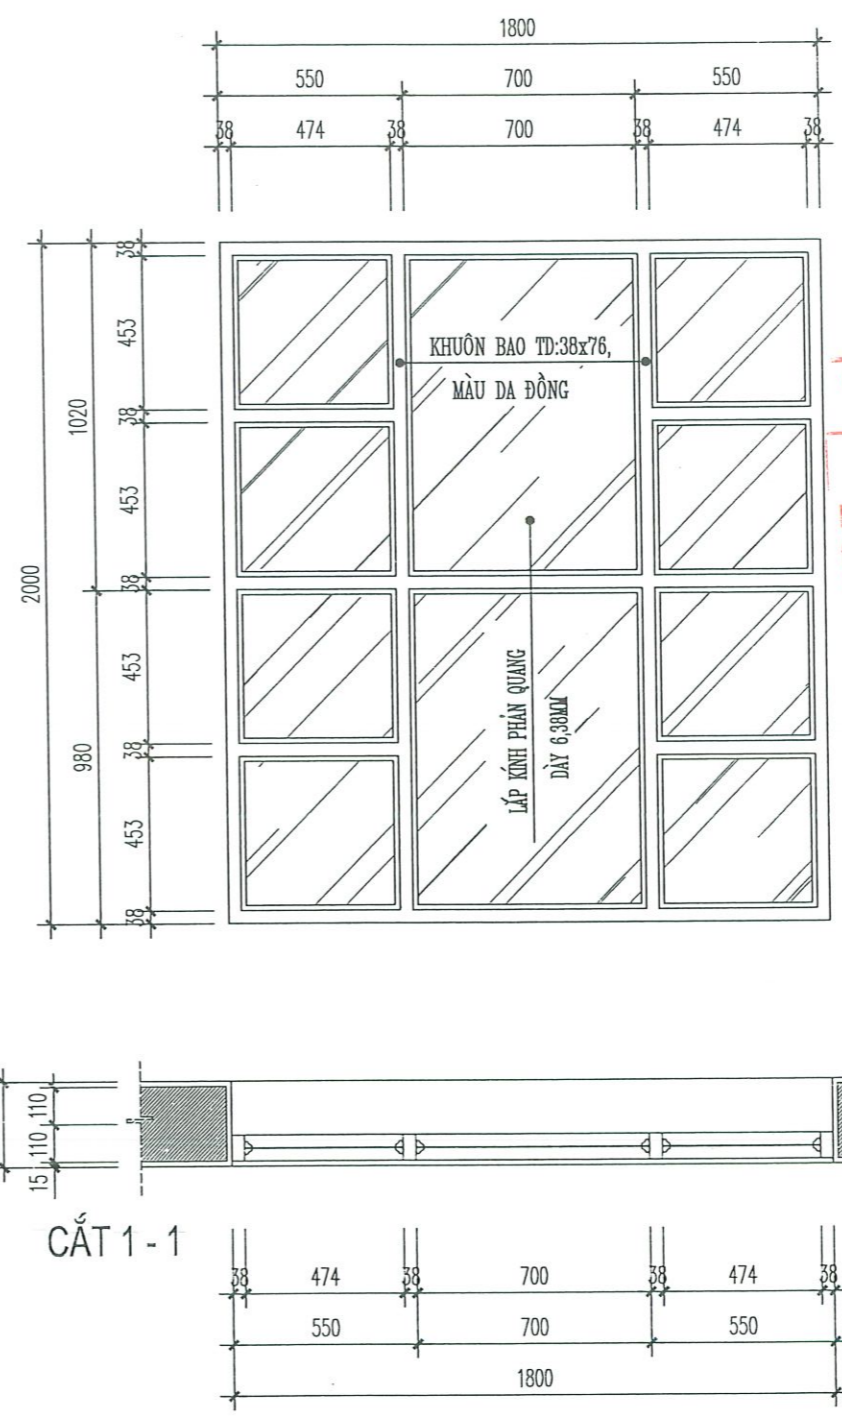 1800
550 700 550
38 474 38 700 38 474 38
38
453
38
1020
453
2000
38
453
38
980
453
38
KHUÔN BAO TD:38x76,
MÀU DA ĐỒNG
LẮP KÍNH PHẢN QUANG
DÀY 6,38MM
110
110
15
CẮT 1 - 1
38 474 38 700 38 474 38
550 700 550
1800